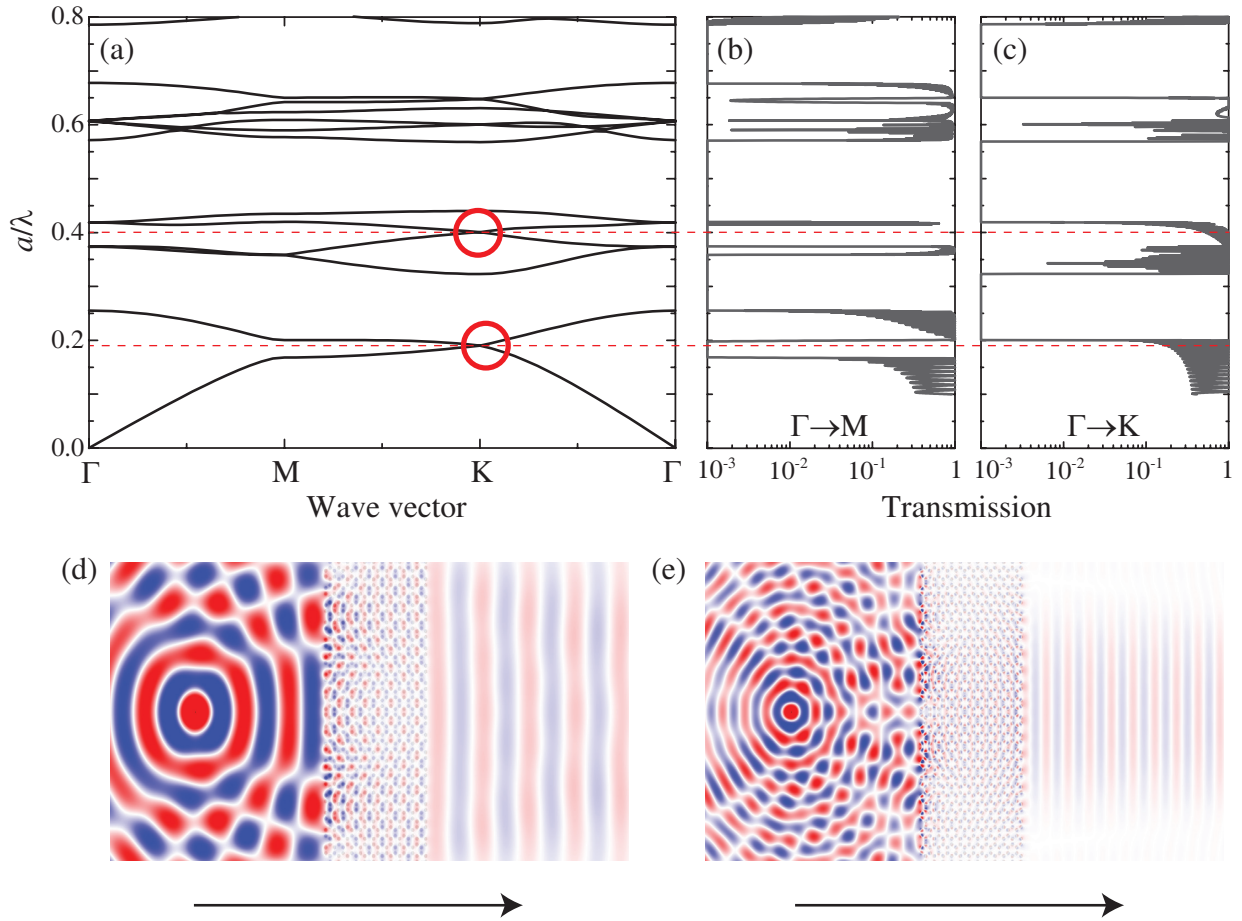 0.8
0.6
0.4
0.2
0.0
a/λ
(a)
(b)
(c)
Γ→M
Γ→K
Γ M K Γ
10⁻³ 10⁻² 10⁻¹ 1
10⁻³ 10⁻² 10⁻¹ 1
Wave vector
Transmission
(d)
(e)